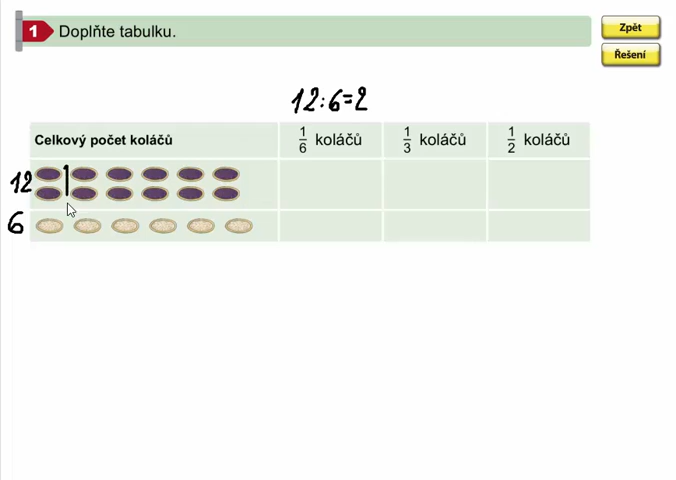 1 Doplňte tabulku.
Zpět
Řešení
12:6=2
Celkový počet koláčů 1/6 koláčů 1/3 koláčů 1/2 koláčů
12
6